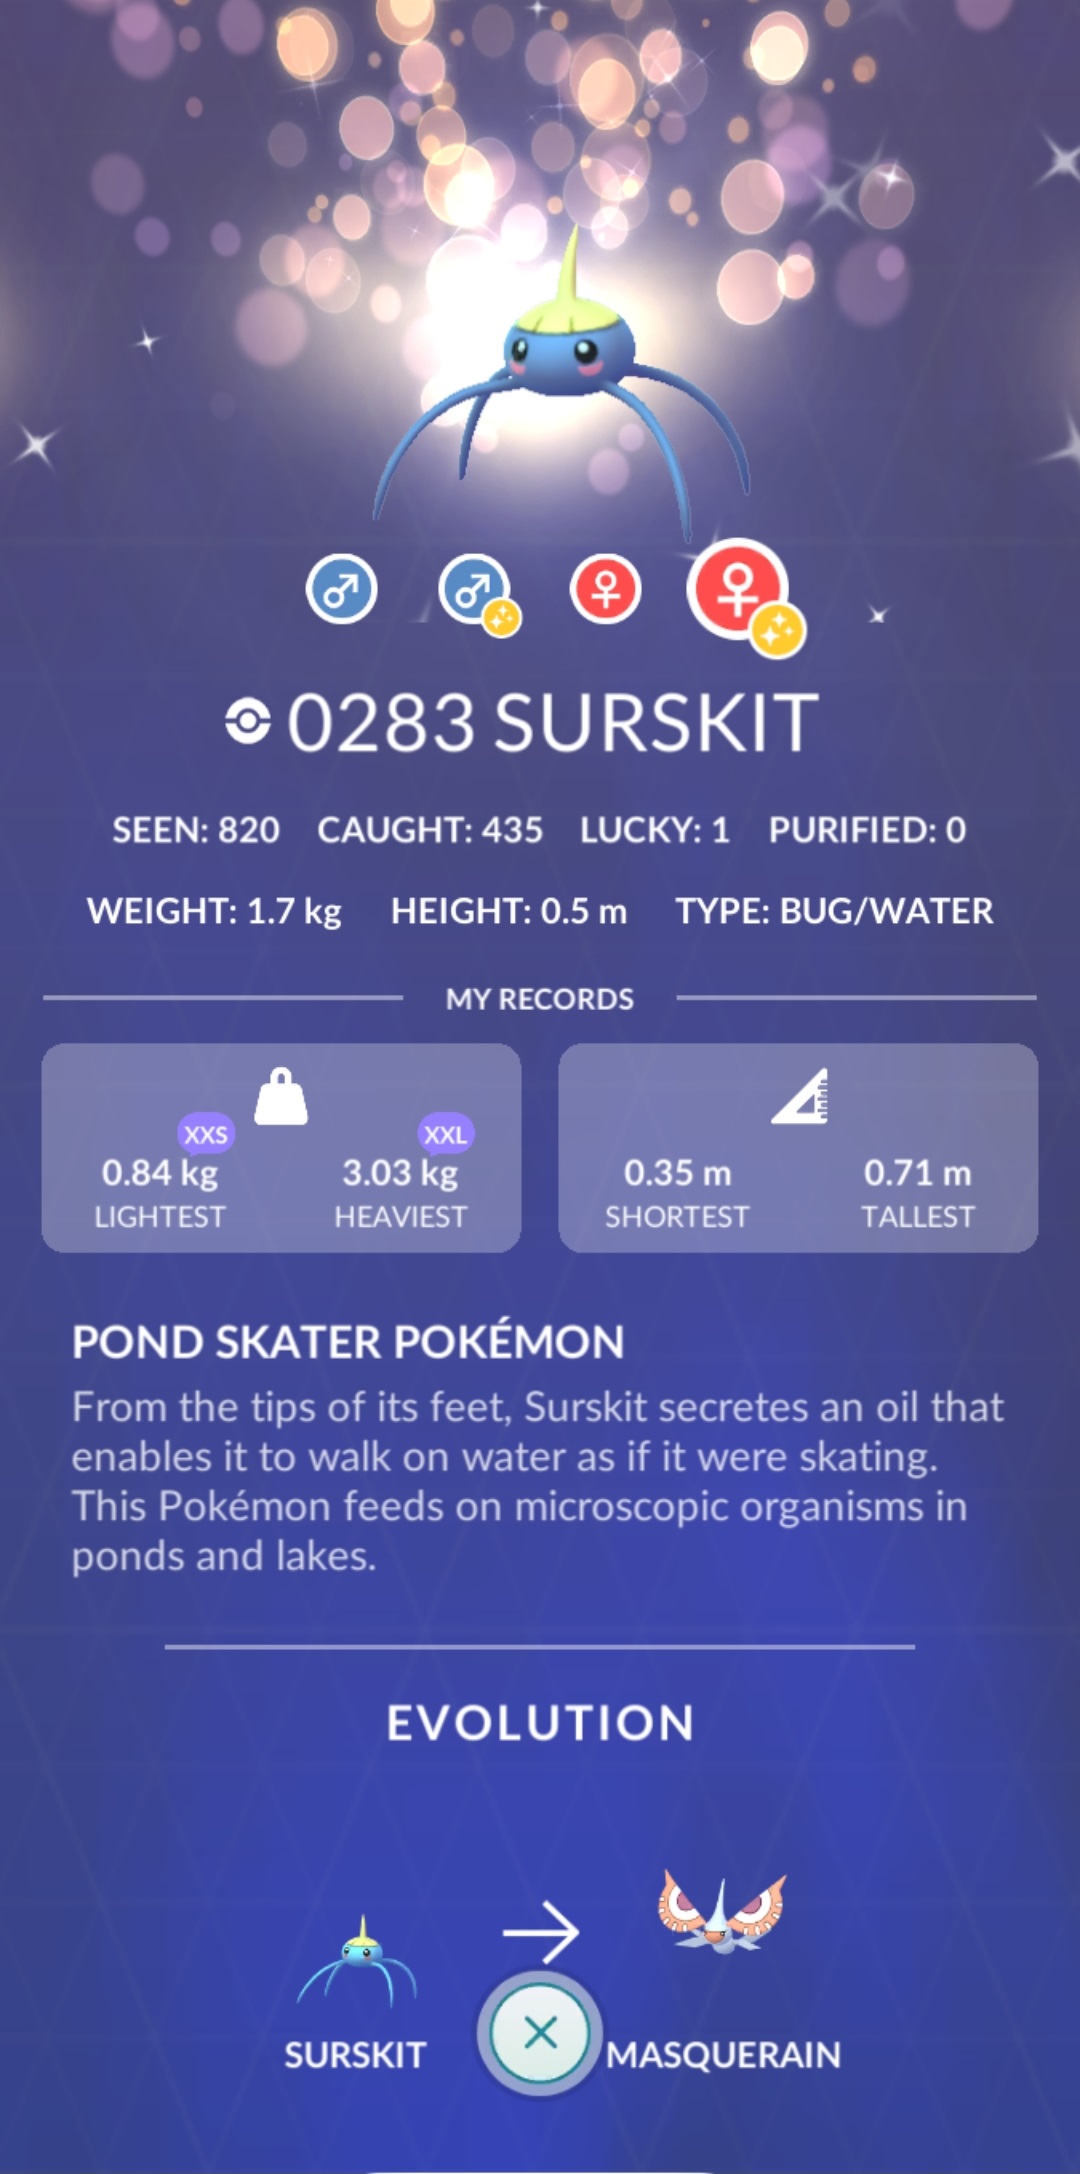 0283 SURSKIT
SEEN: 820 CAUGHT: 435 LUCKY: 1 PURIFIED: 0
WEIGHT: 1.7 kg HEIGHT: 0.5 m TYPE: BUG/WATER
MY RECORDS
XXS XXL
0.84 kg 3.03 kg 0.35 m 0.71 m
LIGHTEST HEAVIEST SHORTEST TALLEST
POND SKATER POKÉMON
From the tips of its feet, Surskit secretes an oil that
enables it to walk on water as if it were skating.
This Pokémon feeds on microscopic organisms in
ponds and lakes.
EVOLUTION
SURSKIT MASQUERAIN